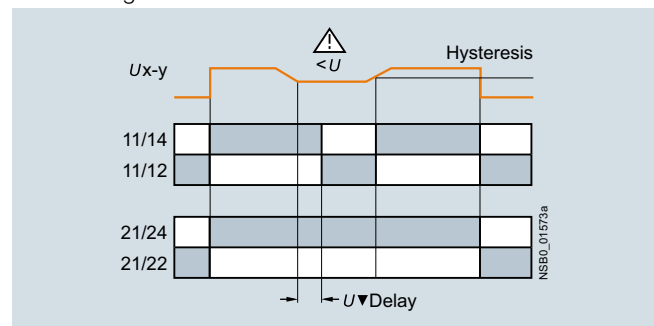 <U
Hysteresis
Ux-y
11/14
11/12
21/24
21/22
NSB0_01573a
U▼Delay